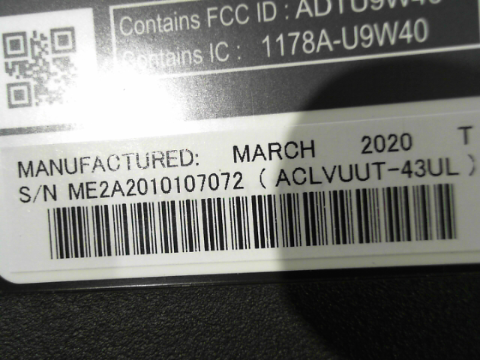 Contains FCC ID : ADTU9W40
Contains IC : 1178A-U9W40
MANUFACTURED: MARCH 2020 T
S/N ME2A2010107072 ( ACLVUUT-43UL )